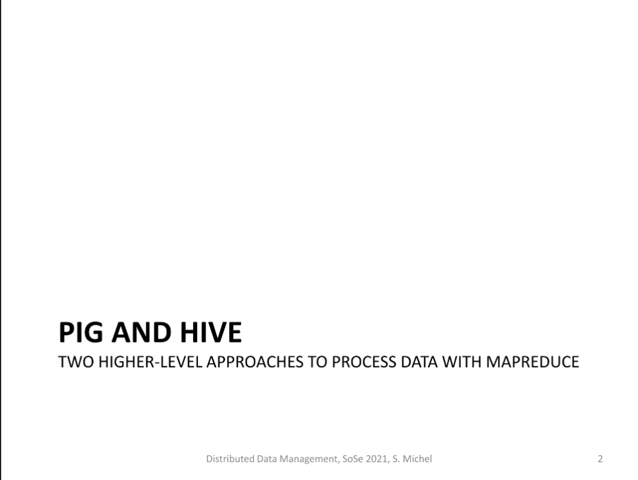 PIG AND HIVE
TWO HIGHER-LEVEL APPROACHES TO PROCESS DATA WITH MAPREDUCE
Distributed Data Management, SoSe 2021, S. Michel 2